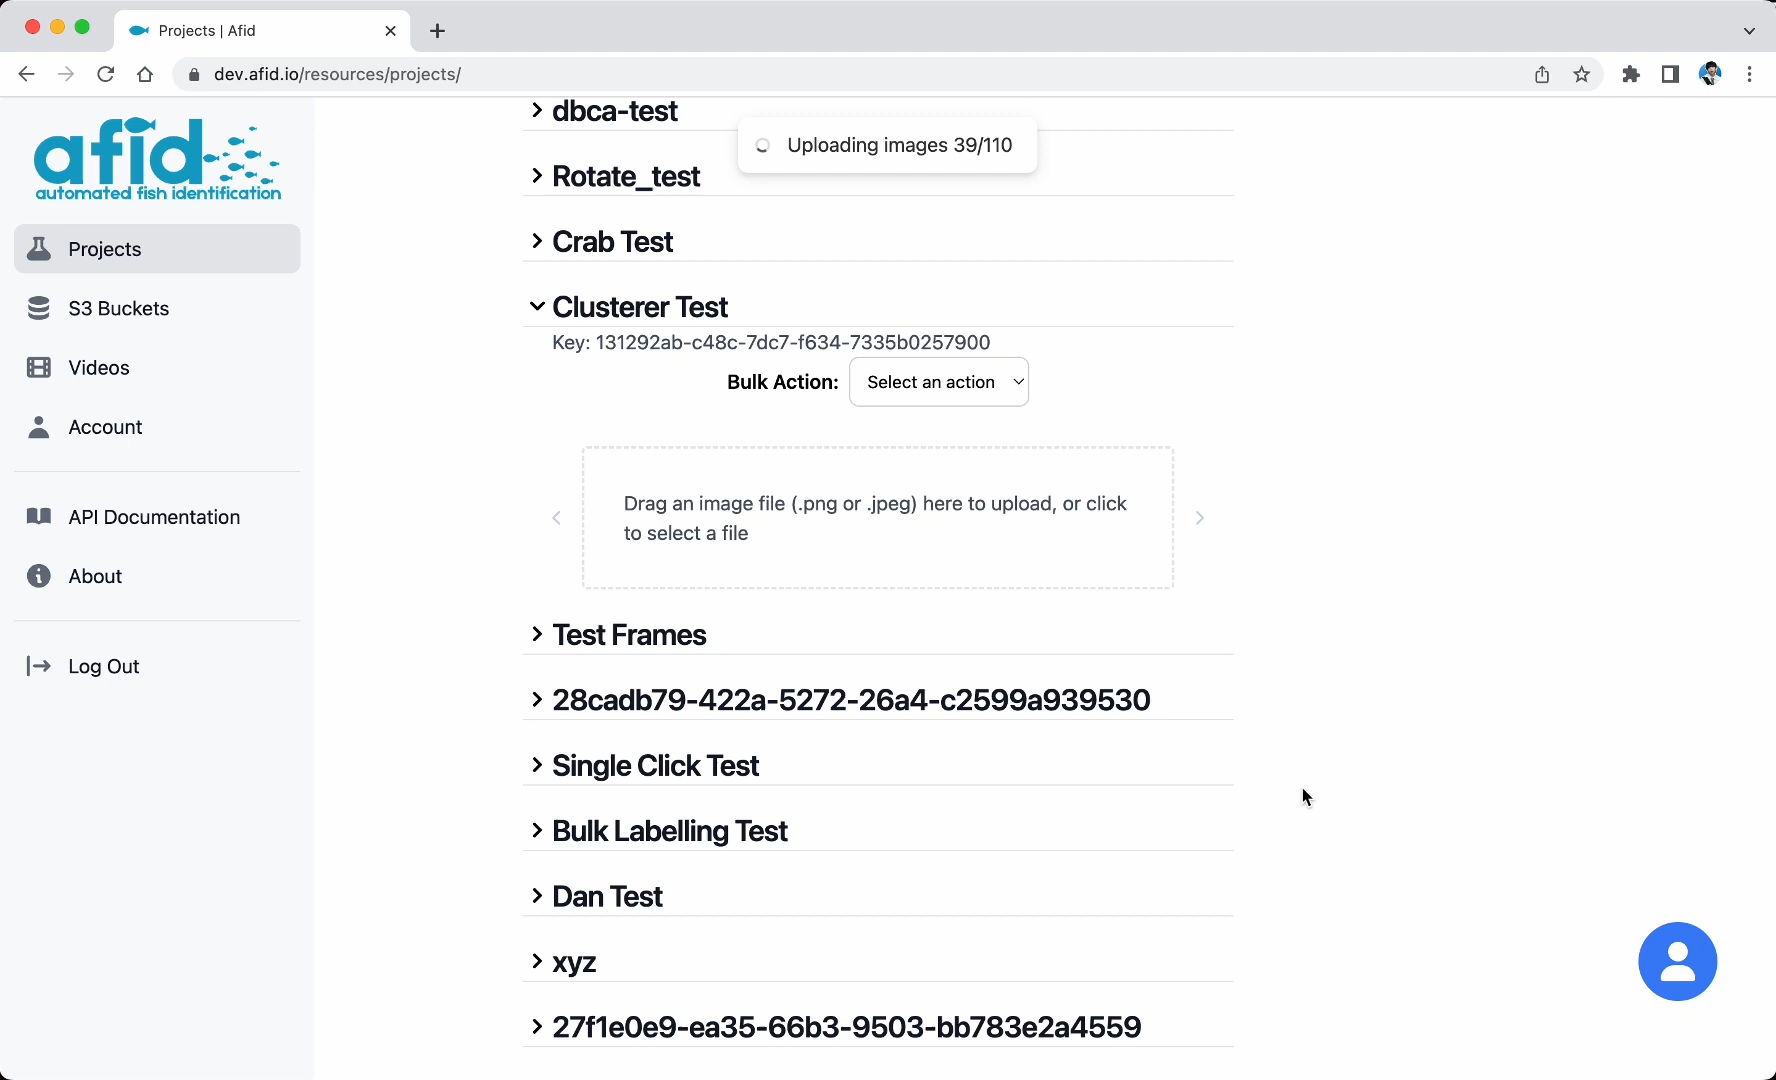 Projects | Afid
dev.afid.io/resources/projects/
afid
automated fish identification
Projects
S3 Buckets
Videos
Account
API Documentation
About
Log Out
dbca-test
Uploading images 39/110
Rotate_test
Crab Test
Clusterer Test
Key: 131292ab-c48c-7dc7-f634-7335b0257900
Bulk Action: Select an action
Drag an image file (.png or .jpeg) here to upload, or click
to select a file
Test Frames
28cadb79-422a-5272-26a4-c2599a939530
Single Click Test
Bulk Labelling Test
Dan Test
xyz
27f1e0e9-ea35-66b3-9503-bb783e2a4559